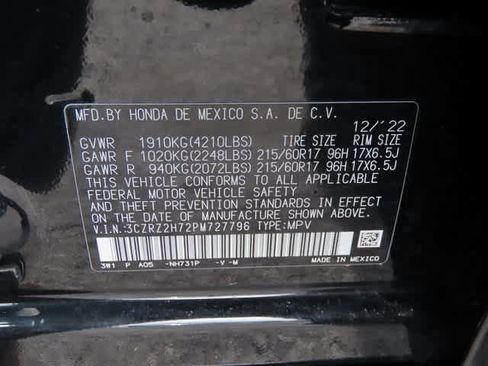 MFD.BY HONDA DE MEXICO S.A. DE C.V.
12/'22
GVWR 1910KG(4210LBS) TIRE SIZE RIM SIZE
GAWR F 1020KG(2248LBS) 215/60R17 96H 17X6.5J
GAWR R 940KG(2072LBS) 215/60R17 96H 17X6.5J
THIS VEHICLE CONFORMS TO ALL APPLICABLE
FEDERAL MOTOR VEHICLE SAFETY
AND THEFT PREVENTION STANDARDS IN
EFFECT ON THE DATE OF MANUFACTURE
SHOWN ABOVE.
V.I.N.:3CZRZ2H72PM727796 TYPE:MPV
3W1 P A05 -NH731P -V-M MADE IN MEXICO